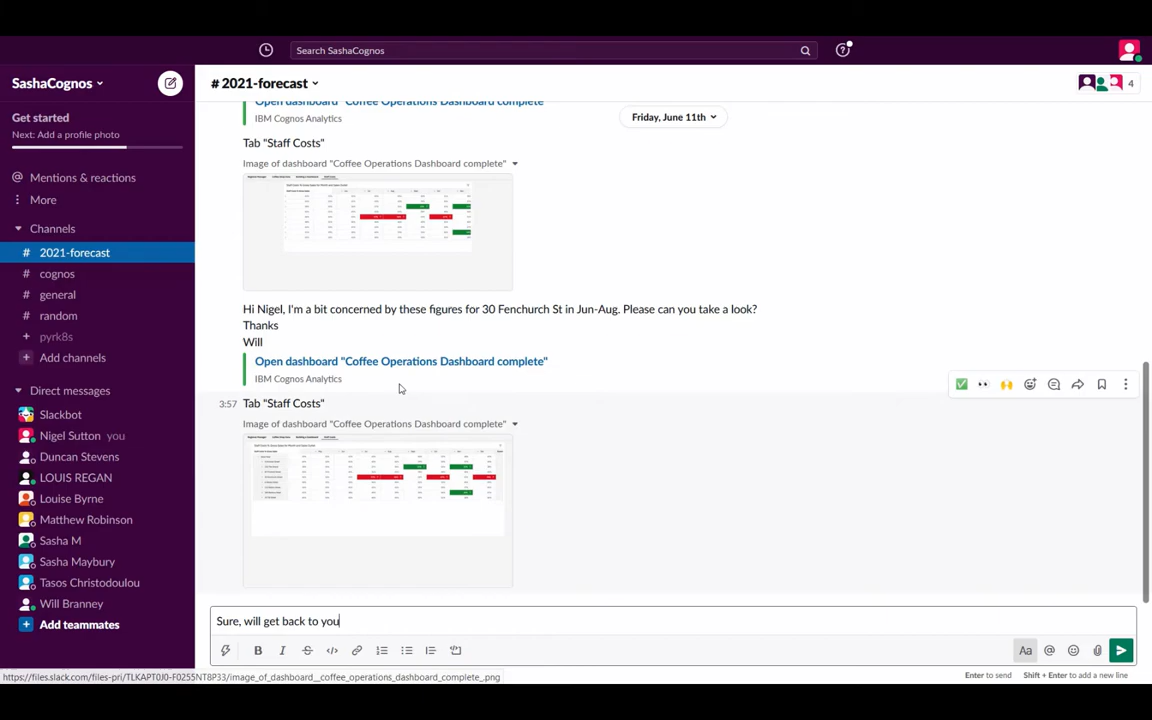 Search SashaCognos
SashaCognos
# 2021-forecast
4
Get started
Next: Add a profile photo
Mentions & reactions
More
Channels
# 2021-forecast
# cognos
# general
# random
+ pyrk8s
+ Add channels
Direct messages
Slackbot
Nigel Sutton you
Duncan Stevens
LOUIS REGAN
Louise Byrne
Matthew Robinson
Sasha M
Sasha Maybury
Tasos Christodoulou
Will Branney
+ Add teammates
Open dashboard "Coffee Operations Dashboard complete"
IBM Cognos Analytics
Friday, June 11th
Tab "Staff Costs"
Image of dashboard "Coffee Operations Dashboard complete"
Hi Nigel, I'm a bit concerned by these figures for 30 Fenchurch St in Jun-Aug. Please can you take a look?
Thanks
Will
Open dashboard "Coffee Operations Dashboard complete"
IBM Cognos Analytics
3:57 Tab "Staff Costs"
Image of dashboard "Coffee Operations Dashboard complete"
Sure, will get back to you
Aa
Enter to send Shift + Enter to add a new line
https://files.slack.com/files-pri/TLKAPT0J0-F0255NT8P33/image_of_dashboard__coffee_operations_dashboard_complete_.png